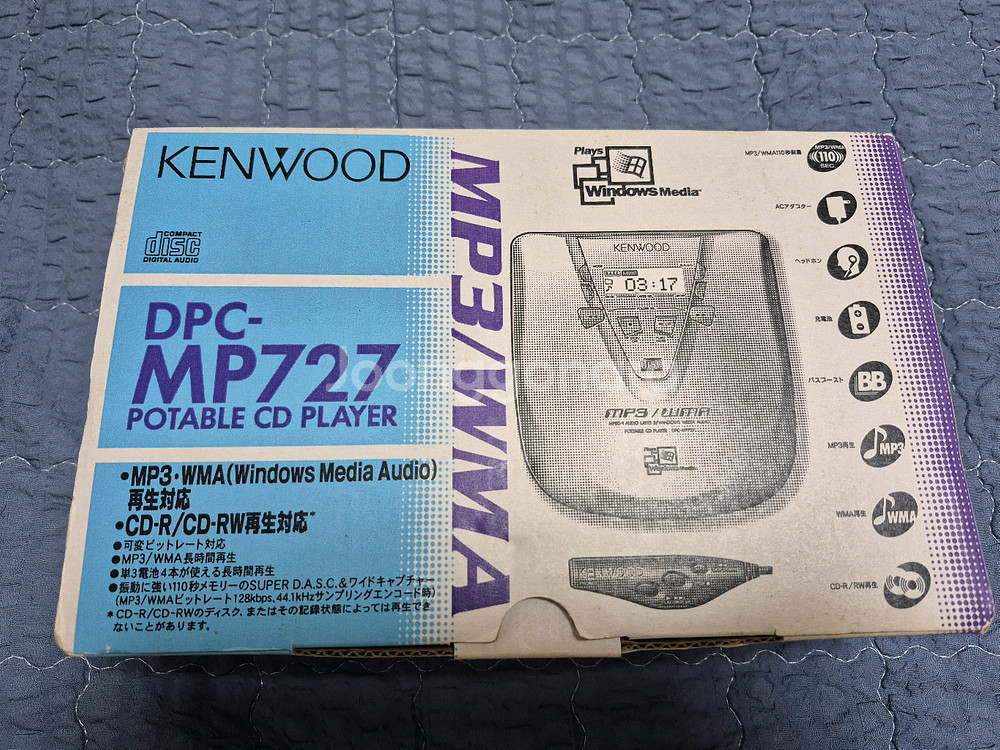 KENWOOD
COMPACT
disc
DIGITAL AUDIO
DPC-
MP727
POTABLE CD PLAYER
•MP3・WMA(Windows Media Audio)
再生対応
•CD-R/CD-RW再生対応*
●可変ビットレート対応
●MP3/WMA長時間再生
●単3電池4本が使える長時間再生
●振動に強い110秒メモリーのSUPER D.A.S.C.&ワイドキャプチャー
(MP3/WMAビットレート128kbps, 44.1kHzサンプリングエンコード時)
*CD-R/CD-RWのディスク、またはその記録状態によっては再生でき
ないことがあります。
MP3/WMA
Plays
Windows Media™
KENWOOD
03:17
MP3/WMA
PORTABLE CD PLAYER
Windows Media
KENWOOD
MP3/WMA
110
SEC.
ACアダプター
ヘッドホン
充電池
バスブースト
BB
MP3再生
MP3
WMA再生
WMA
CD-R/RW再生